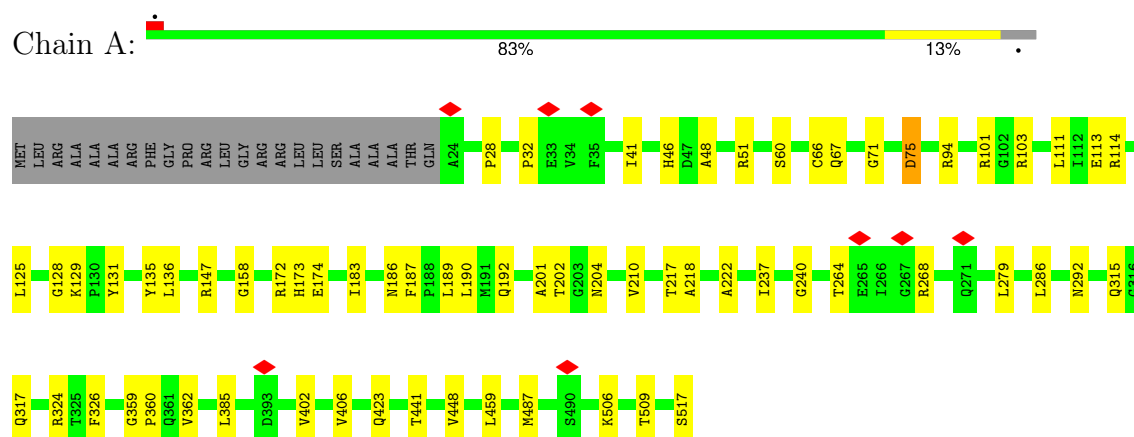 Chain A:
83%
13%
MET LEU ARG ALA ALA ALA ARG PHE GLY PRO ARG LEU GLY ARG ARG LEU LEU SER ALA ALA ALA THR GLN A24 P28 P32 E33 V34 F35 I41 H46 D47 A48 R51 S60 C66 Q67 G71 D75 R94 R101 G102 R103 L111 I112 E113 R114
L125 G128 K129 P130 Y131 Y135 L136 R147 G158 R172 H173 E174 I183 N186 F187 P188 L189 L190 M191 Q192 A201 T202 G203 N204 V210 T217 A218 A222 I237 G240 T264 E265 I266 G267 R268 Q271 L279 L286 N292 Q315 G316
Q317 R324 T325 F326 G359 P360 Q361 V362 L385 D393 V402 V406 Q423 T441 V448 L459 M487 S490 K506 T509 S517